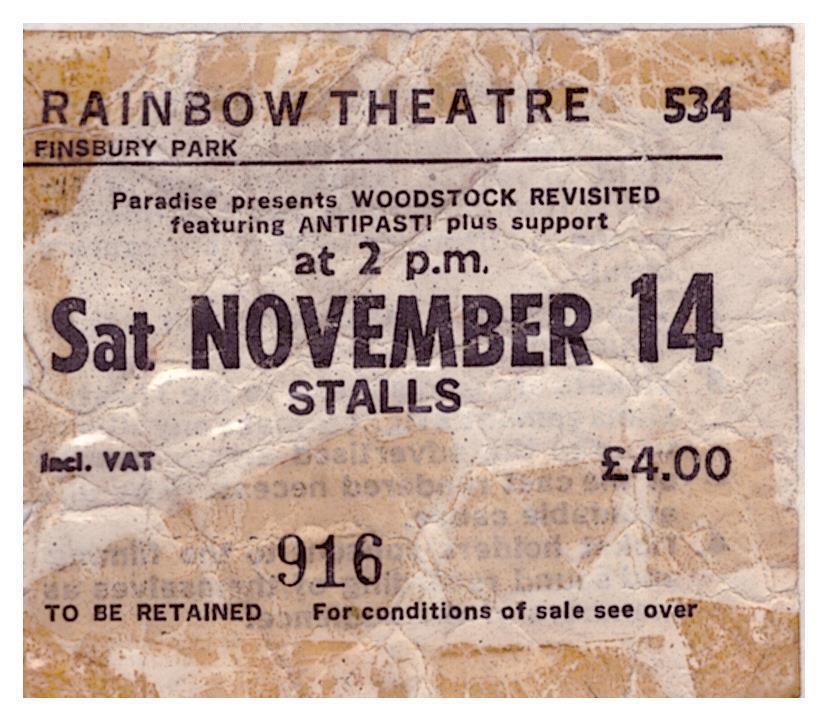 RAINBOW THEATRE 534
FINSBURY PARK
Paradise presents WOODSTOCK REVISITED
featuring ANTIPASTI plus support
at 2 p.m.
Sat NOVEMBER 14
STALLS
Incl. VAT £4.00
916
TO BE RETAINED For conditions of sale see over